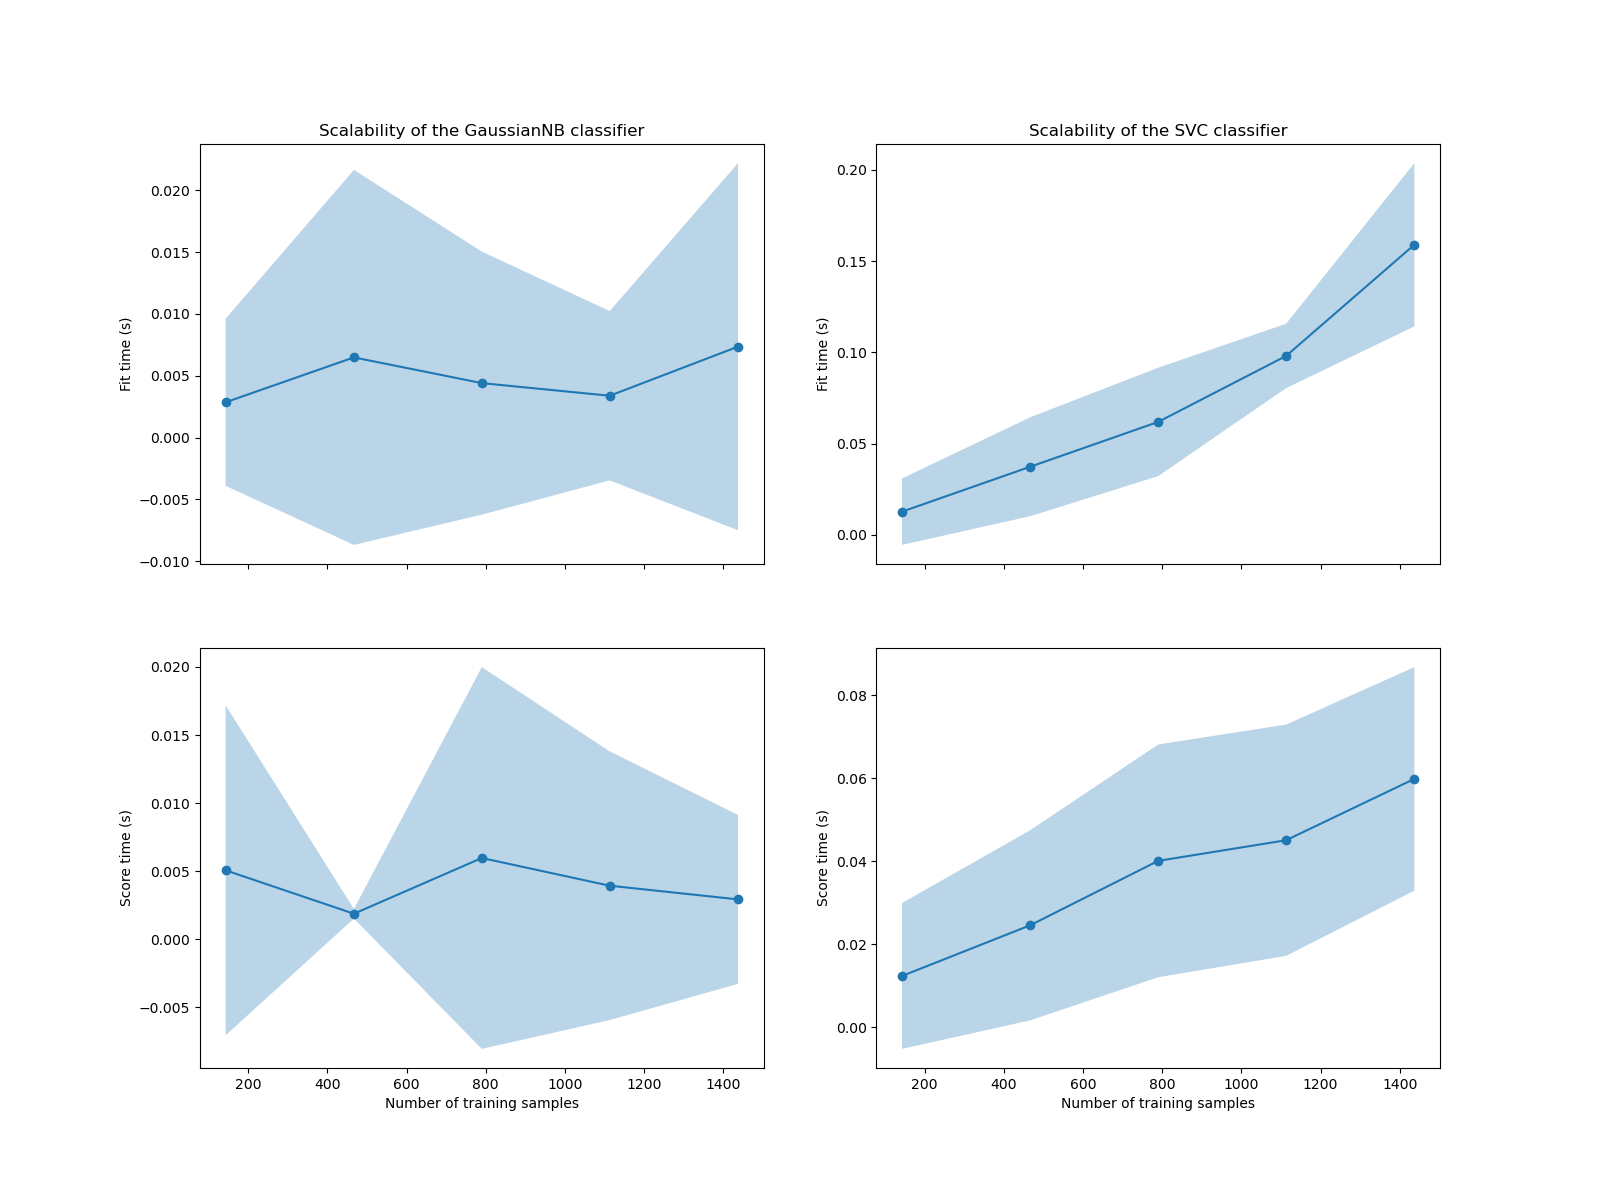 Scalability of the GaussianNB classifier
Fit time (s)
0.020
0.015
0.010
0.005
0.000
−0.005
−0.010
Scalability of the SVC classifier
Fit time (s)
0.20
0.15
0.10
0.05
0.00
Score time (s)
0.020
0.015
0.010
0.005
0.000
−0.005
200 400 600 800 1000 1200 1400
Number of training samples
Score time (s)
0.08
0.06
0.04
0.02
0.00
200 400 600 800 1000 1200 1400
Number of training samples